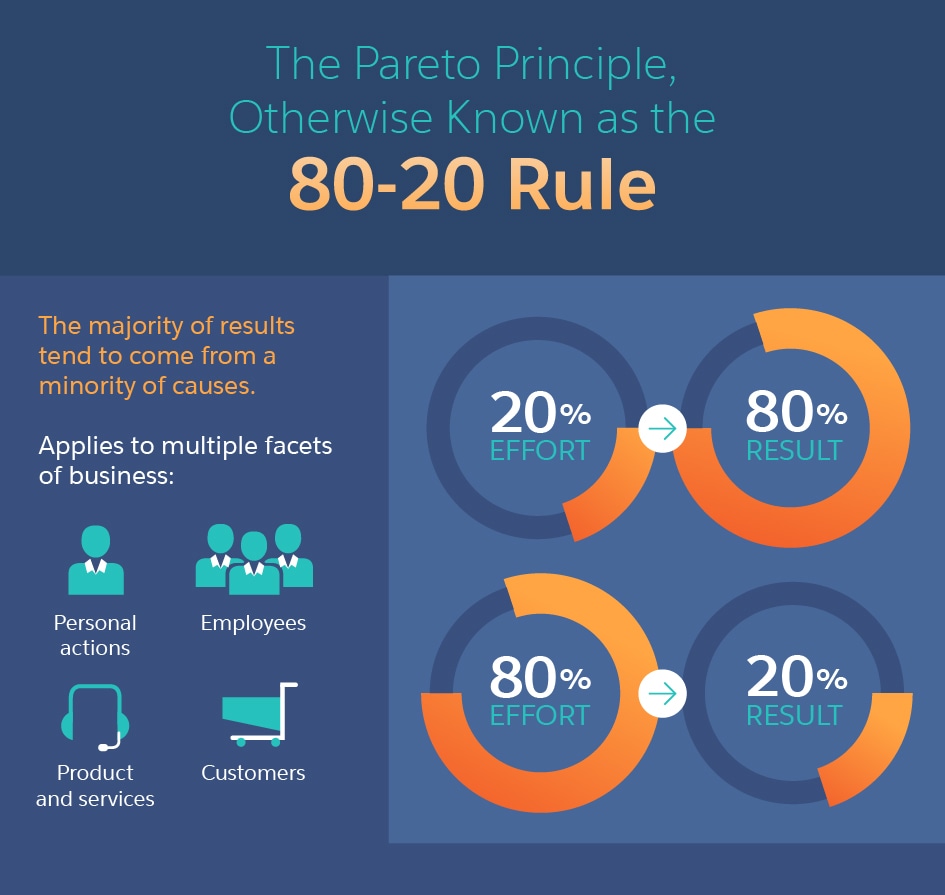 The Pareto Principle,
Otherwise Known as the
80-20 Rule
The majority of results
tend to come from a
minority of causes.
Applies to multiple facets
of business:
Personal
actions
Employees
Product
and services
Customers
20%
EFFORT
80%
RESULT
80%
EFFORT
20%
RESULT